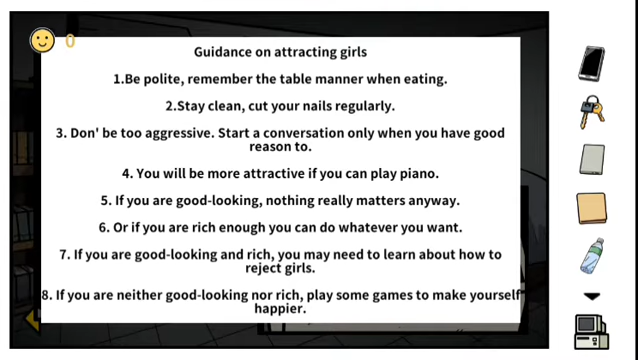 0
Guidance on attracting girls
1.Be polite, remember the table manner when eating.
2.Stay clean, cut your nails regularly.
3. Don' be too aggressive. Start a conversation only when you have good
reason to.
4. You will be more attractive if you can play piano.
5. If you are good-looking, nothing really matters anyway.
6. Or if you are rich enough you can do whatever you want.
7. If you are good-looking and rich, you may need to learn about how to
reject girls.
8. If you are neither good-looking nor rich, play some games to make yourself
happier.